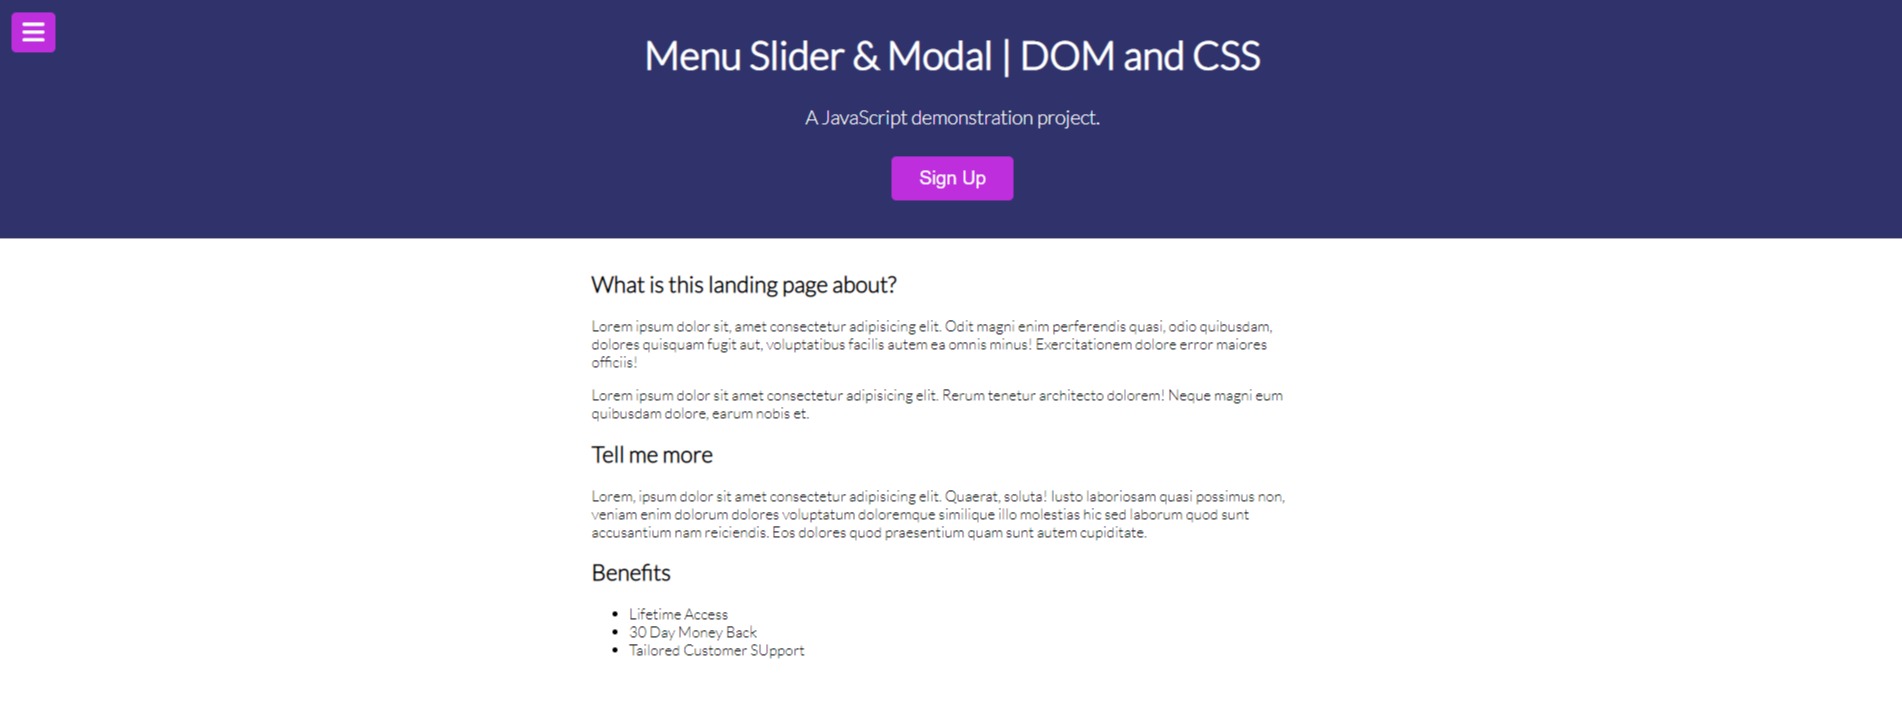 Menu Slider & Modal | DOM and CSS
A JavaScript demonstration project.
Sign Up
What is this landing page about?
Lorem ipsum dolor sit, amet consectetur adipisicing elit. Odit magni enim perferendis quasi, odio quibusdam,
dolores quisquam fugit aut, voluptatibus facilis autem ea omnis minus! Exercitationem dolore error maiores
officiis!
Lorem ipsum dolor sit amet consectetur adipisicing elit. Rerum tenetur architecto dolorem! Neque magni eum
quibusdam dolore, earum nobis et.
Tell me more
Lorem, ipsum dolor sit amet consectetur adipisicing elit. Quaerat, soluta! Iusto laboriosam quasi possimus non,
veniam enim dolorum dolores voluptatum doloremque similique illo molestias hic sed laborum quod sunt
accusantium nam reiciendis. Eos dolores quod praesentium quam sunt autem cupiditate.
Benefits
• Lifetime Access
• 30 Day Money Back
• Tailored Customer SUpport